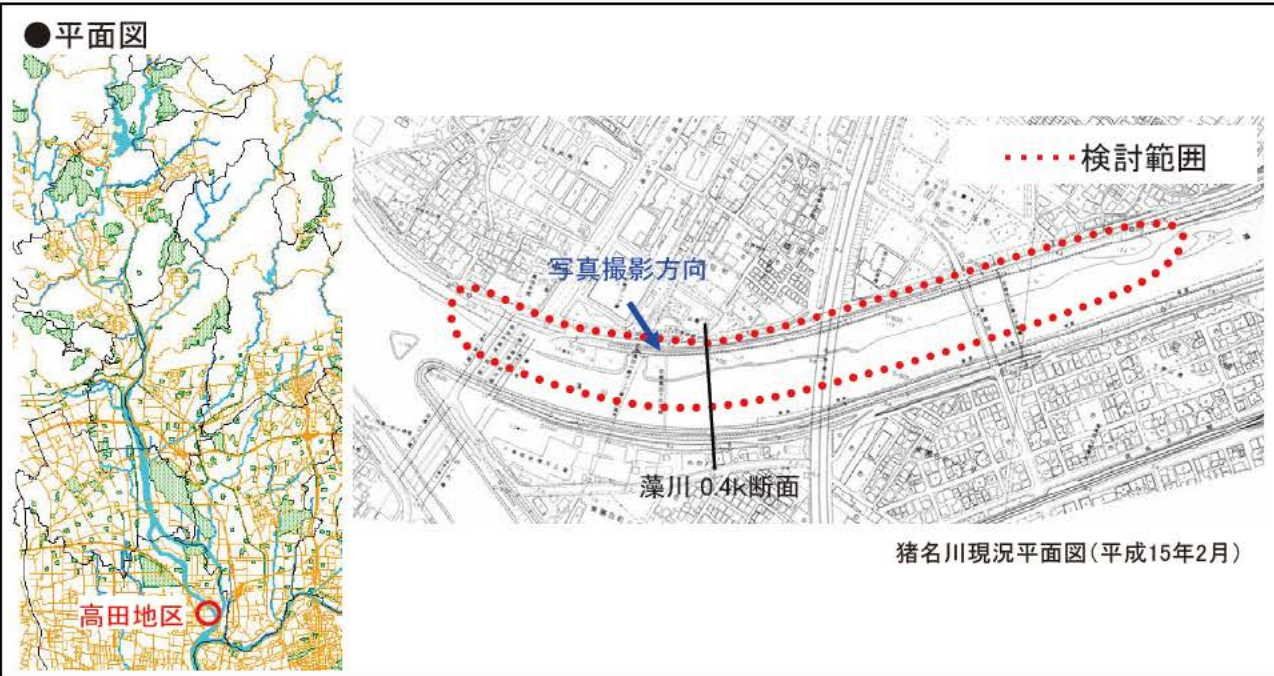 ●平面図
高田地区
検討範囲
写真撮影方向
藻川 0.4k断面
猪名川現況平面図(平成15年2月)